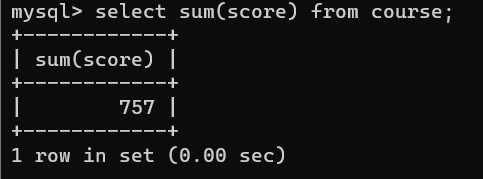 mysql> select sum(score) from course;
+------------+
| sum(score) |
+------------+
|        757 |
+------------+
1 row in set (0.00 sec)